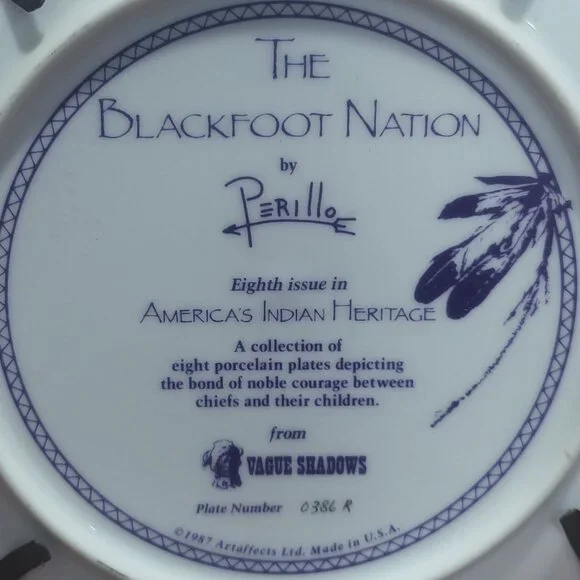 THE
BLACKFOOT NATION
by
PERILLO
Eighth issue in
AMERICA'S INDIAN HERITAGE
A collection of
eight porcelain plates depicting
the bond of noble courage between
chiefs and their children.
from
VAGUE SHADOWS
Plate Number 0386 R
©1987 Artaffects Ltd. Made in U.S.A.